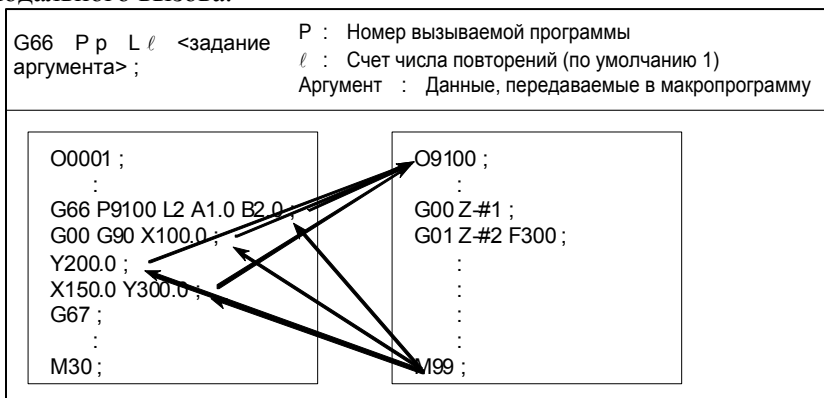 G66 P p L ℓ <задание
аргумента> ;
P : Номер вызываемой программы
ℓ : Счет числа повторений (по умолчанию 1)
Аргумент : Данные, передаваемые в макропрограмму
O0001 ;
:
G66 P9100 L2 A1.0 B2.0 ;
G00 G90 X100.0 ;
Y200.0 ;
X150.0 Y300.0 ;
G67 ;
:
M30 ;
O9100 ;
:
G00 Z-#1 ;
G01 Z-#2 F300 ;
:
:
:
:
M99 ;